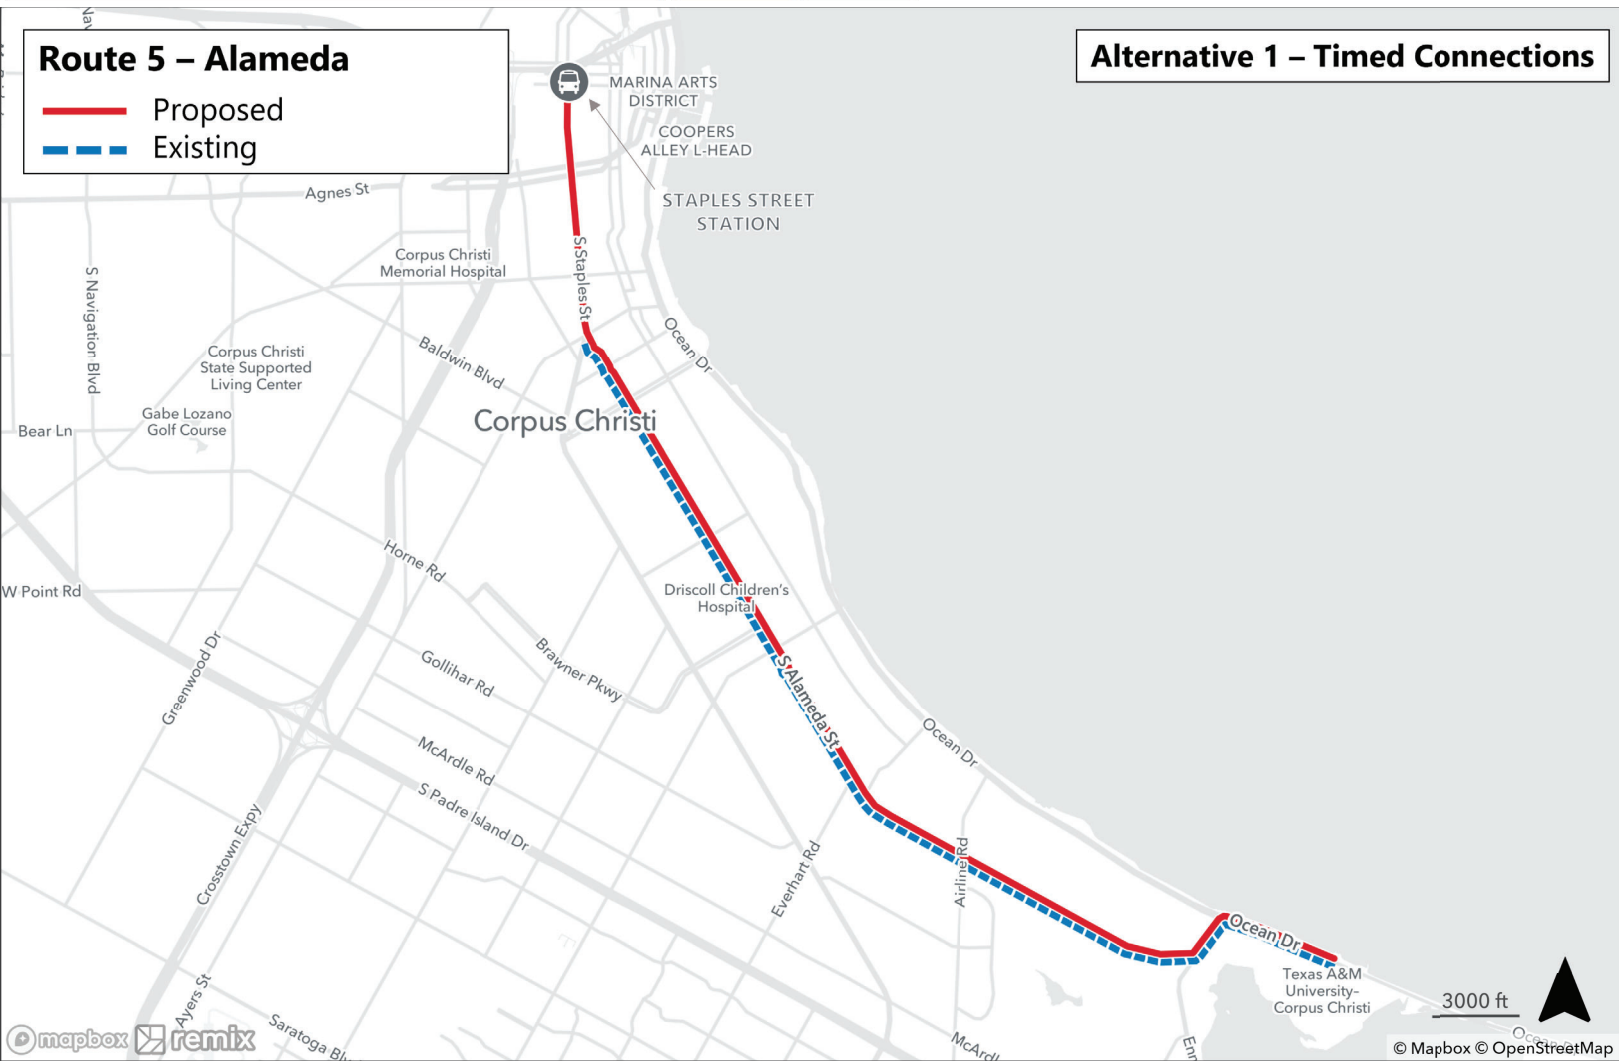 Route 5 – Alameda
Proposed
Existing
Alternative 1 – Timed Connections
MARINA ARTS
DISTRICT
COOPERS
ALLEY L-HEAD
STAPLES STREET
STATION
Agnes St
Corpus Christi
Memorial Hospital
S Staples St
S Navigation Blvd
Ocean Dr
Baldwin Blvd
Corpus Christi
State Supported
Living Center
Gabe Lozano
Golf Course
Bear Ln
Corpus Christi
Horne Rd
W Point Rd
Driscoll Children's
Hospital
Greenwood Dr
Gollihar Rd
Brawner Pkwy
S Alameda St
Ocean Dr
McArdle Rd
S Padre Island Dr
Crosstown Expy
Everhart Rd
Airline Rd
Ocean Dr
Texas A&M
University-
Corpus Christi
Ayers St
3000 ft
mapbox remix
© Mapbox © OpenStreetMap